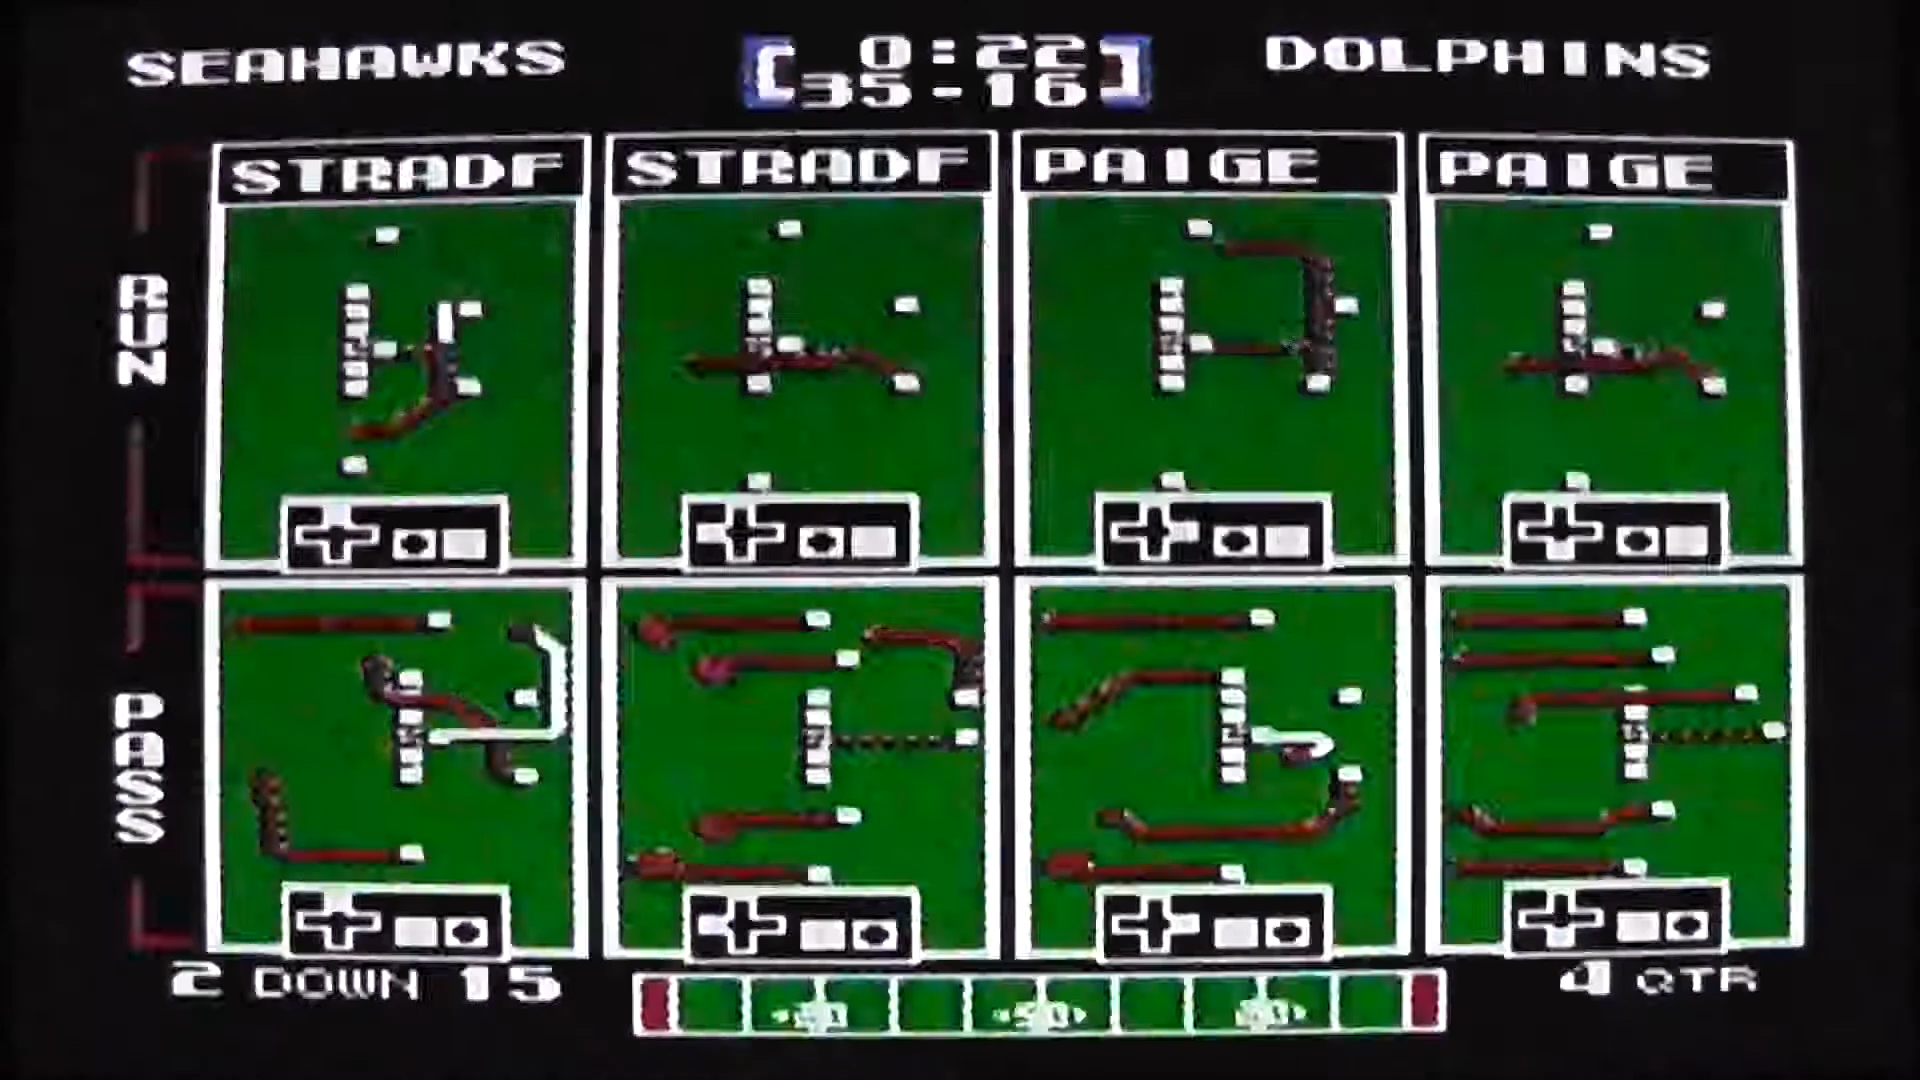 SEAHAWKS
0:22
DOLPHINS
35-16
STRADF
STRADF
PAIGE
PAIGE
RUN
PASS
2 DOWN 15
50
4 QTR